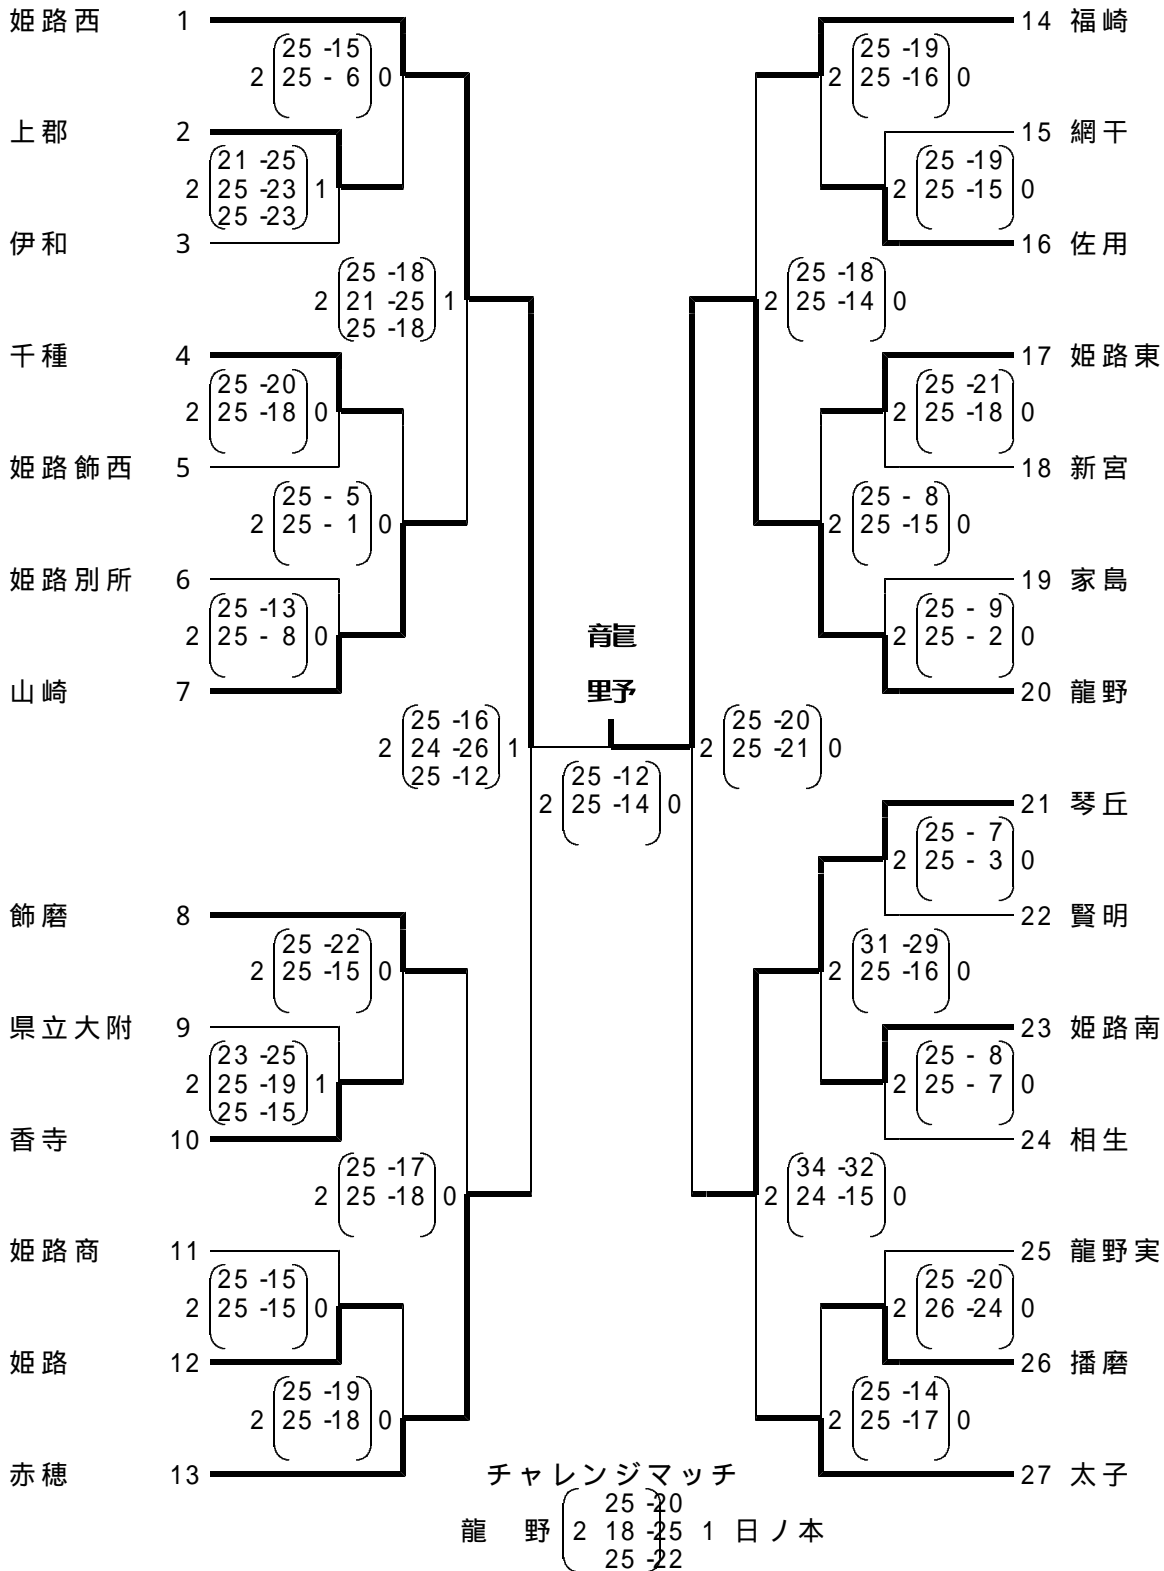 姫路西 1
2 25 -15 0
25 - 6
上郡 2
21 -25
2 25 -23 1
25 -23
伊和 3
25 -18
2 21 -25 1
25 -18
千種 4
25 -20
2 25 -18 0
姫路飾西 5
25 - 5
2 25 - 1 0
姫路別所 6
25 -13
2 25 - 8 0
山崎 7
25 -16
2 24 -26 1
25 -12
飾磨 8
25 -22
2 25 -15 0
県立大附 9
23 -25
2 25 -19 1
25 -15
香寺 10
25 -17
2 25 -18 0
姫路商 11
25 -15
2 25 -15 0
姫路 12
25 -19
2 25 -18 0
赤穂 13
龍
野
25 -12
2 25 -14 0
14 福崎
25 -19
2 25 -16 0
15 網干
25 -19
2 25 -15 0
16 佐用
25 -18
2 25 -14 0
17 姫路東
25 -21
2 25 -18 0
18 新宮
25 - 8
2 25 -15 0
19 家島
25 - 9
2 25 - 2 0
20 龍野
25 -20
2 25 -21 0
21 琴丘
25 - 7
2 25 - 3 0
22 賢明
31 -29
2 25 -16 0
23 姫路南
25 - 8
2 25 - 7 0
24 相生
34 -32
2 24 -15 0
25 龍野実
25 -20
2 26 -24 0
26 播磨
25 -14
2 25 -17 0
27 太子
チャレンジマッチ
25 -20
龍 野 2 18 -25 1 日ノ本
25 -22